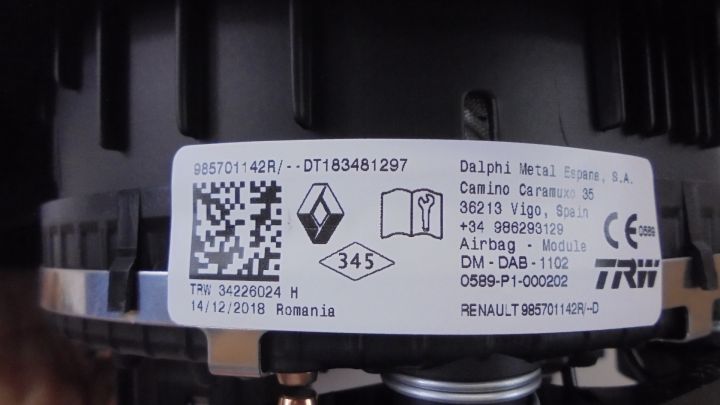 985701142R/--DT183481297
345
TRW 34226024 H
14/12/2018 Romania
Dalphi Metal Espana, S.A.
Camino Caramuxo 35
36213 Vigo, Spain
+34 986293129
Airbag - Module
DM-DAB-1102
0589-P1-000202
CE 0589
TRW
RENAULT 985701142R/--D